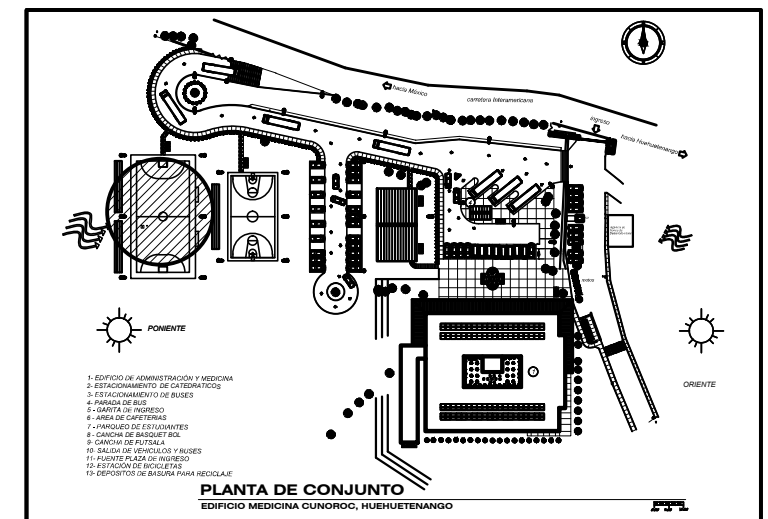 hacía México
carretera Interamericana
ingreso
hacía Huehuetenango
motos
PONIENTE
ORIENTE
1- EDIFICIO DE ADMINISTRACIÓN Y MEDICINA
2- ESTACIONAMIENTO DE CATEDRATICOS
3- ESTACIONAMIENTO DE BUSES
4- PARADA DE BUS
5 - GARITA DE INGRESO
6 - AREA DE CAFETERIAS
7 - PARQUEO DE ESTUDIANTES
8 - CANCHA DE BASQUET BOL
9- CANCHA DE FUTSALA
10- SALIDA DE VEHICULOS Y BUSES
11- FUENTE PLAZA DE INGRESO
12- ESTACIÓN DE BICICLETAS
13- DEPOSITOS DE BASURA PARA RECICLAJE
PLANTA DE CONJUNTO
EDIFICIO MEDICINA CUNOROC, HUEHUETENANGO